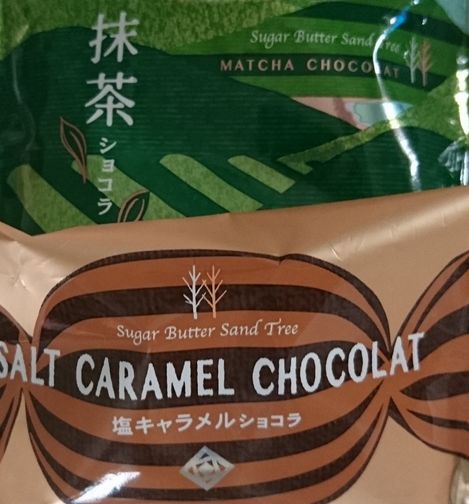 抹茶
ショコラ
Sugar Butter Sand Tree
MATCHA CHOCOLAT
Sugar Butter Sand Tree
SALT CARAMEL CHOCOLAT
塩キャラメルショコラ